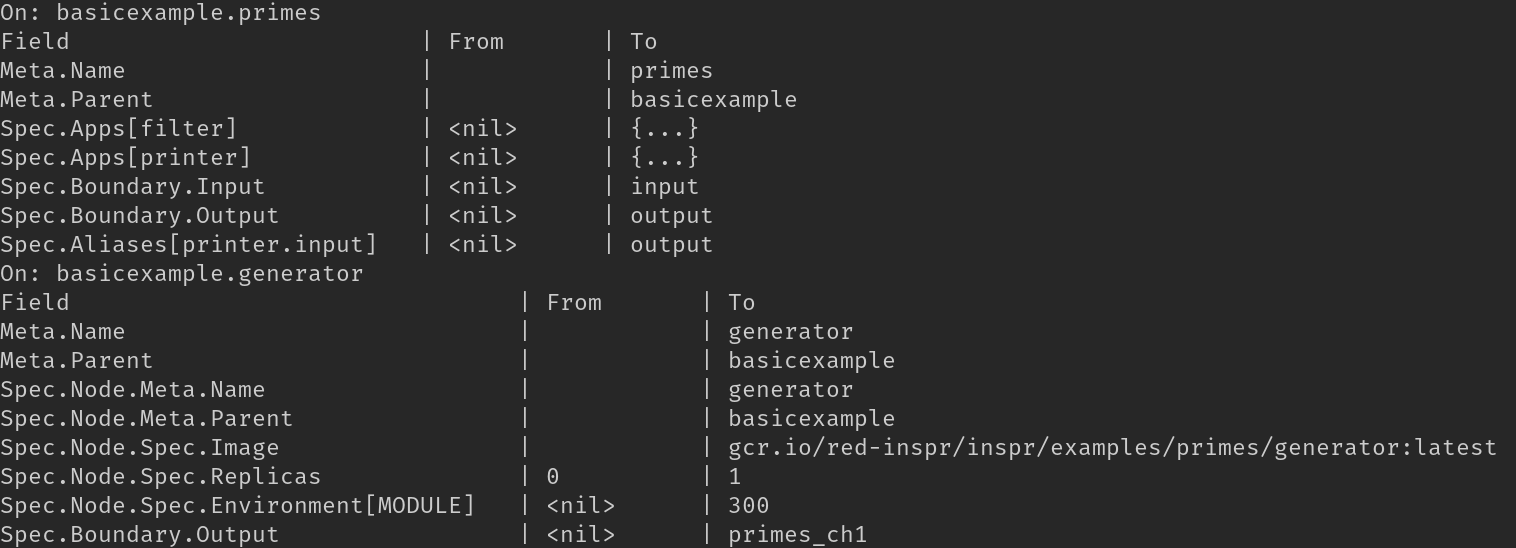 On: basicexample.primes
Field                          | From       | To
Meta.Name                      |            | primes
Meta.Parent                    |            | basicexample
Spec.Apps[filter]              | <nil>      | {...}
Spec.Apps[printer]             | <nil>      | {...}
Spec.Boundary.Input            | <nil>      | input
Spec.Boundary.Output           | <nil>      | output
Spec.Aliases[printer.input]    | <nil>      | output
On: basicexample.generator
Field                                 | From       | To
Meta.Name                             |            | generator
Meta.Parent                           |            | basicexample
Spec.Node.Meta.Name                   |            | generator
Spec.Node.Meta.Parent                 |            | basicexample
Spec.Node.Spec.Image                  |            | gcr.io/red-inspr/inspr/examples/primes/generator:latest
Spec.Node.Spec.Replicas               | 0          | 1
Spec.Node.Spec.Environment[MODULE]    | <nil>      | 300
Spec.Boundary.Output                  | <nil>      | primes_ch1